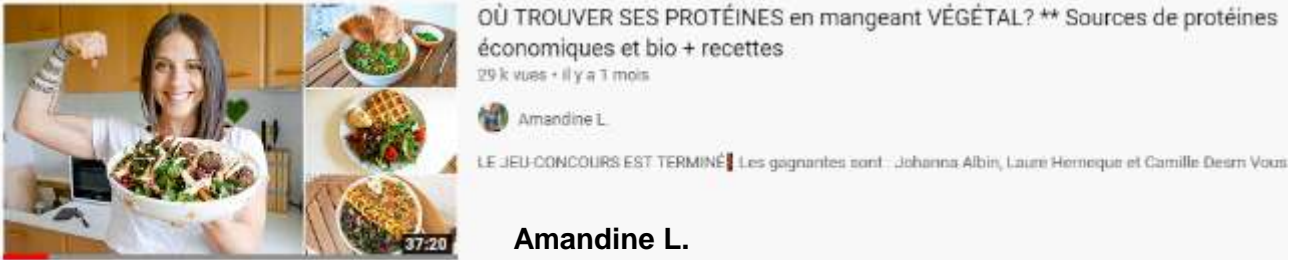 OÙ TROUVER SES PROTÉINES en mangeant VÉGÉTAL? ** Sources de protéines
économiques et bio + recettes
29 k vues • il y a 1 mois
Amandine L.
LE JEU-CONCOURS EST TERMINÉ Les gagnantes sont : Johanna Albin, Laure Herneque et Camille Desrn Vous
37:20
Amandine L.